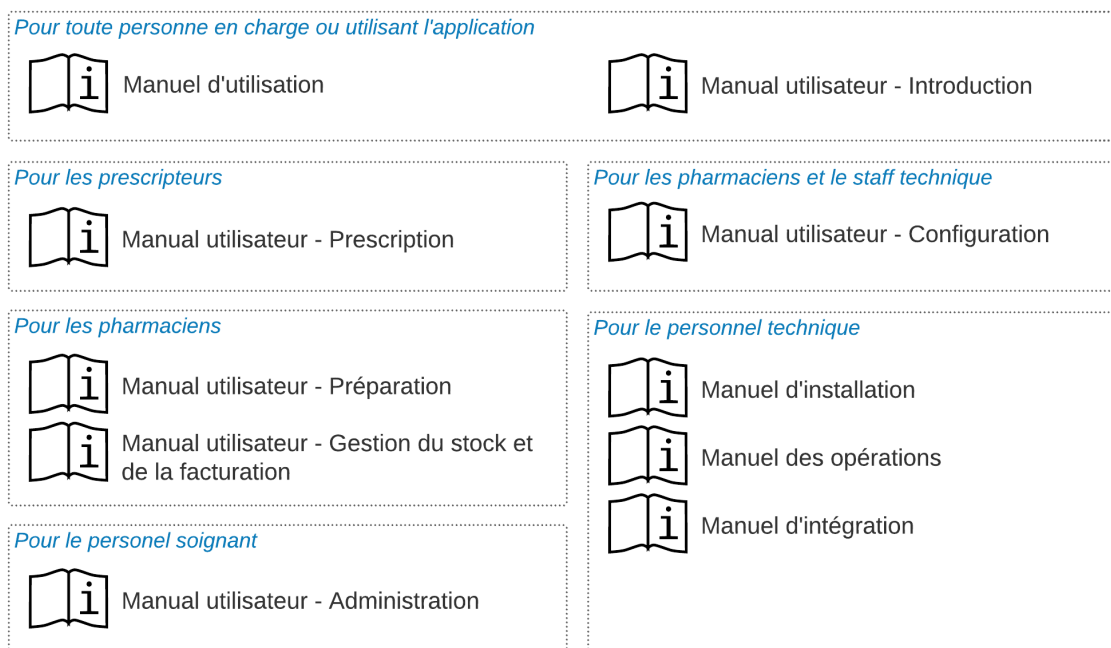 Pour toute personne en charge ou utilisant l'application
Manuel d'utilisation
Manual utilisateur - Introduction
Pour les prescripteurs
Manual utilisateur - Prescription
Pour les pharmaciens et le staff technique
Manual utilisateur - Configuration
Pour les pharmaciens
Manual utilisateur - Préparation
Manual utilisateur - Gestion du stock et
de la facturation
Pour le personnel technique
Manuel d'installation
Manuel des opérations
Manuel d'intégration
Pour le personel soignant
Manual utilisateur - Administration